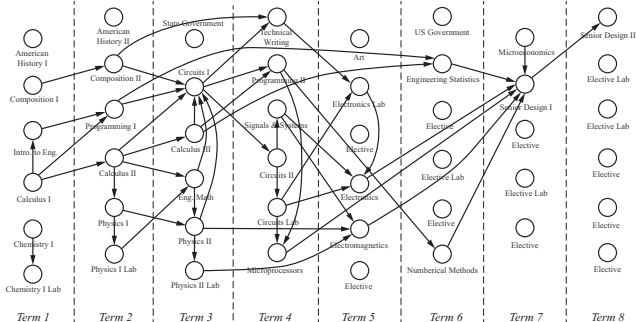 American
History I
Composition I
Intro. to Eng.
Calculus I
Chemistry I
Chemistry I Lab
Term 1
American
History II
Composition II
Programming I
Calculus II
Physics I
Physics I Lab
Term 2
State Government
Circuits I
Calculus III
Eng. Math
Physics II
Physics II Lab
Term 3
Technical
Writing
Programming II
Signals & Systems
Circuits II
Circuits Lab
Microprocessors
Term 4
Art
Electronics Lab
Elective
Electronics
Electromagnetics
Elective
Term 5
US Government
Engineering Statistics
Elective
Elective Lab
Elective
Numberical Methods
Term 6
Microeconomics
Senior Design I
Elective
Elective Lab
Elective
Term 7
Senior Design II
Elective Lab
Elective Lab
Elective
Elective
Elective
Term 8